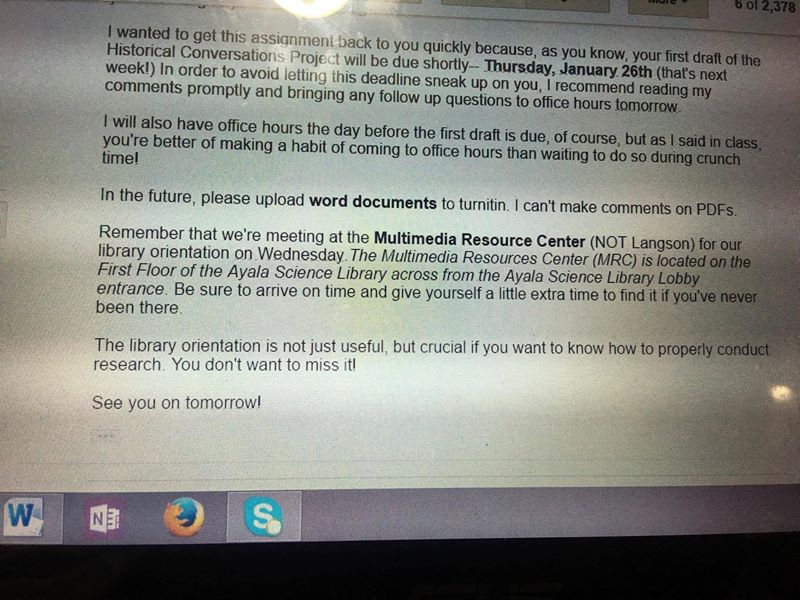 6 of 2,378
I wanted to get this assignment back to you quickly because, as you know, your first draft of the
Historical Conversations Project will be due shortly-- Thursday, January 26th (that's next
week!) In order to avoid letting this deadline sneak up on you, I recommend reading my
comments promptly and bringing any follow up questions to office hours tomorrow.
I will also have office hours the day before the first draft is due, of course, but as I said in class,
you're better of making a habit of coming to office hours than waiting to do so during crunch
time!
In the future, please upload word documents to turnitin. I can't make comments on PDFs.
Remember that we're meeting at the Multimedia Resource Center (NOT Langson) for our
library orientation on Wednesday. The Multimedia Resources Center (MRC) is located on the
First Floor of the Ayala Science Library across from the Ayala Science Library Lobby
entrance. Be sure to arrive on time and give yourself a little extra time to find it if you've never
been there.
The library orientation is not just useful, but crucial if you want to know how to properly conduct
research. You don't want to miss it!
See you on tomorrow!
W N S